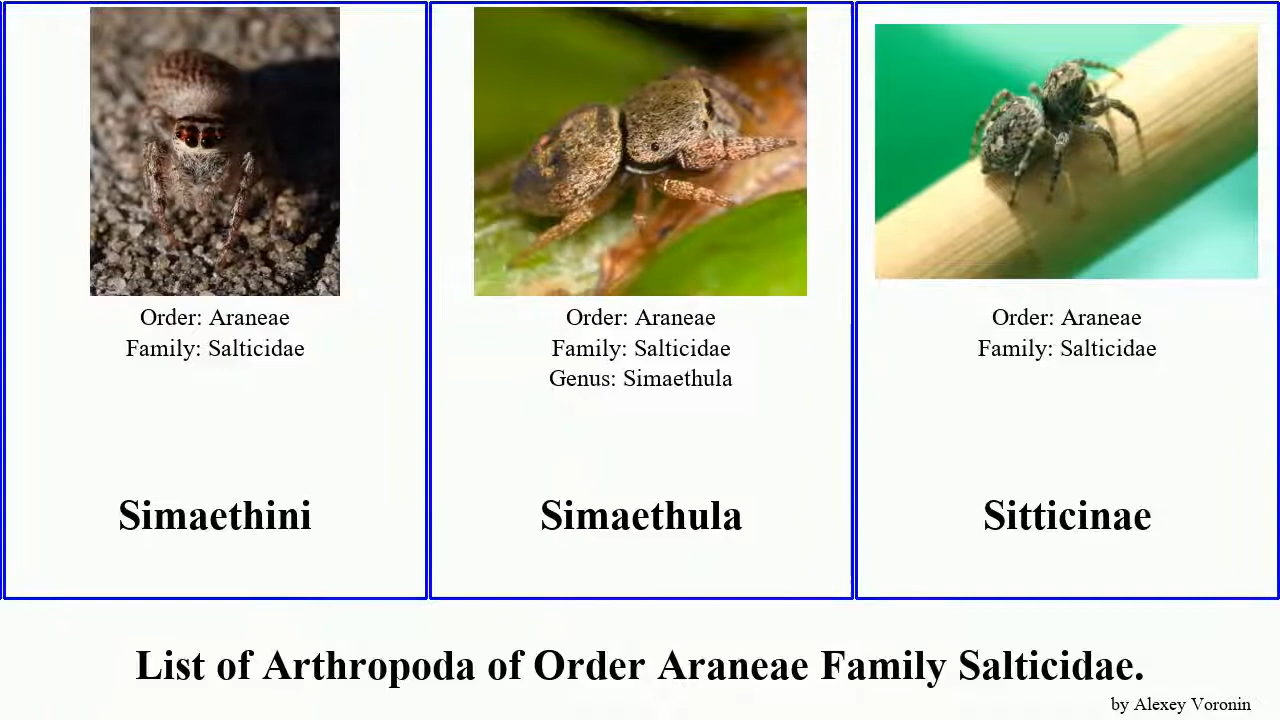 Order: Araneae
Family: Salticidae
Simaethini
Order: Araneae
Family: Salticidae
Genus: Simaethula
Simaethula
Order: Araneae
Family: Salticidae
Sitticinae
List of Arthropoda of Order Araneae Family Salticidae.
by Alexey Voronin